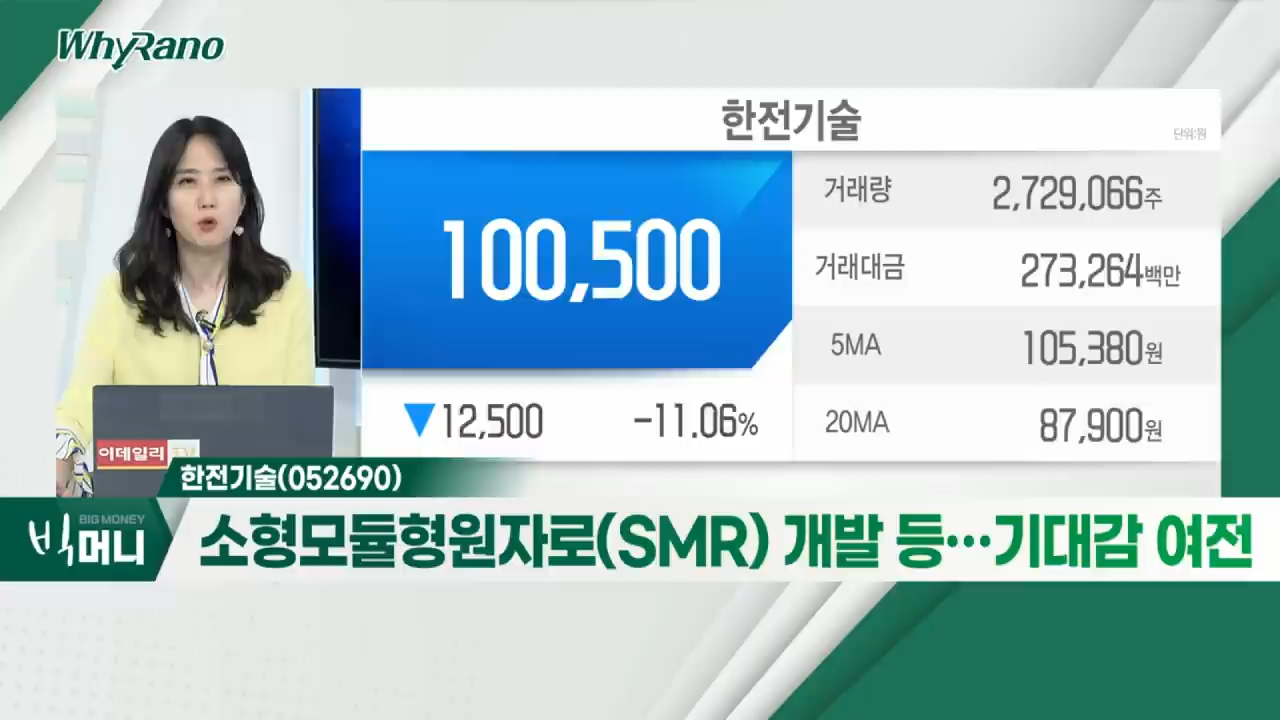 WhyRano
한전기술
단위:원
100,500
▼12,500 -11.06%
거래량 2,729,066주
거래대금 273,264백만
5MA 105,380원
20MA 87,900원
이데일리 TV
한전기술(052690)
BIG MONEY
빅머니
소형모듈형원자로(SMR) 개발 등…기대감 여전